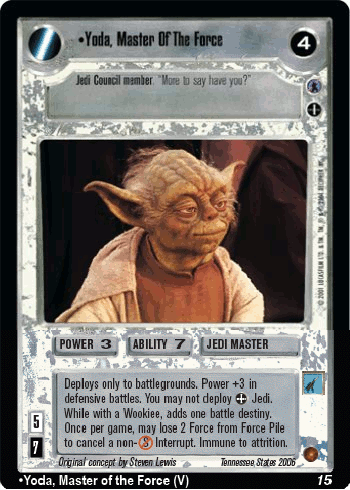 •Yoda, Master Of The Force
4
Jedi Council member. "More to say have you?"
POWER 3
ABILITY 7
JEDI MASTER
Deploys only to battlegrounds. Power +3 in
defensive battles. You may not deploy Jedi.
While with a Wookiee, adds one battle destiny.
Once per game, may lose 2 Force from Force Pile
to cancel a non- S Interrupt. Immune to attrition.
5
7
Original concept by Steven Lewis
Tennessee States 2006
•Yoda, Master of the Force (V)
15